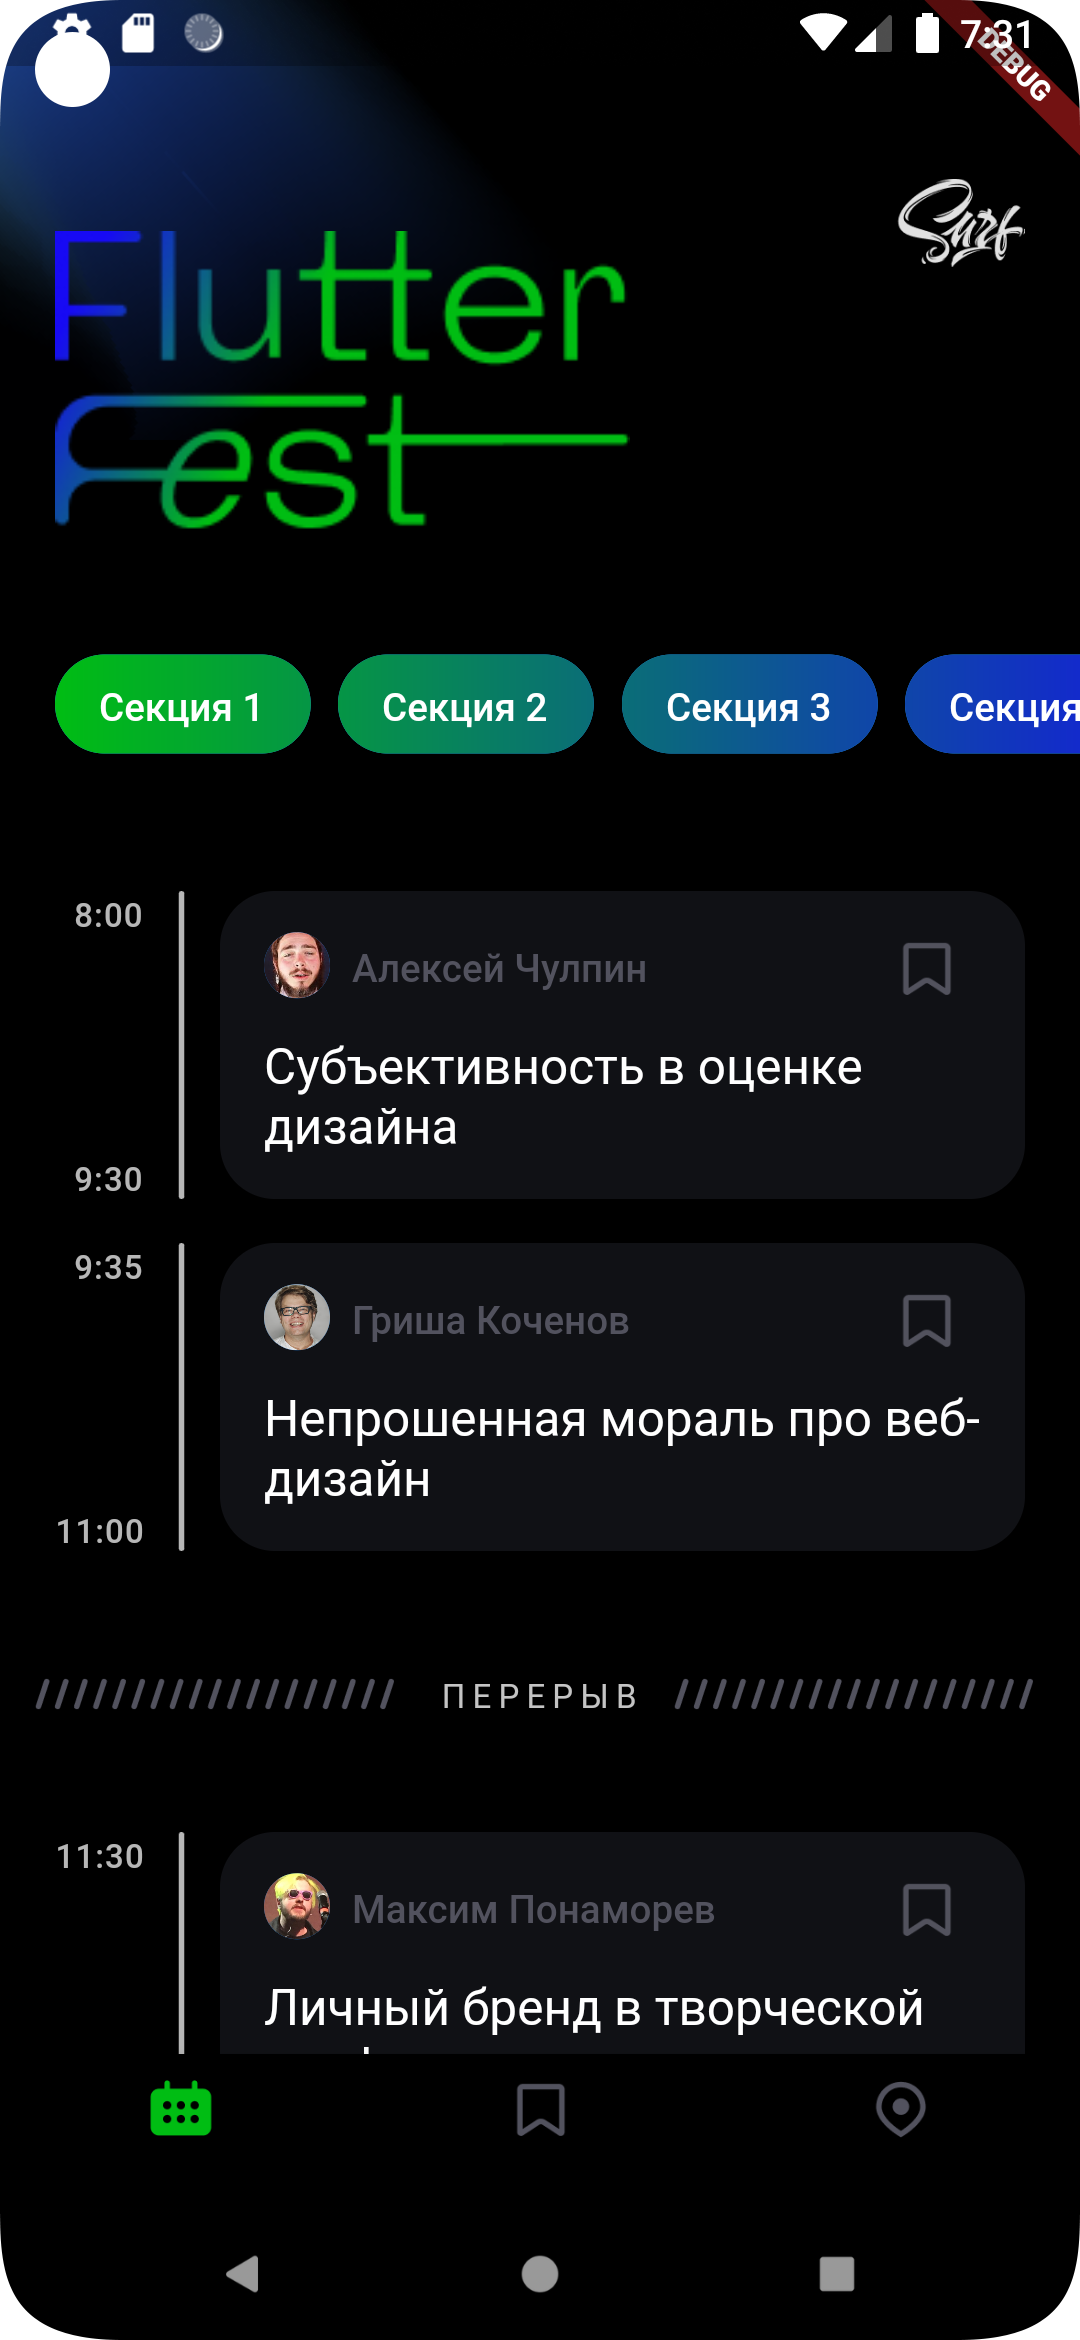 7:31
DEBUG
Surf
Flutter
Fest
Секция 1
Секция 2
Секция 3
Секция
8:00
Алексей Чулпин
Субъективность в оценке
дизайна
9:30
9:35
Гриша Коченов
Непрошенная мораль про веб-
дизайн
11:00
ПЕРЕРЫВ
11:30
Максим Понаморев
Личный бренд в творческой